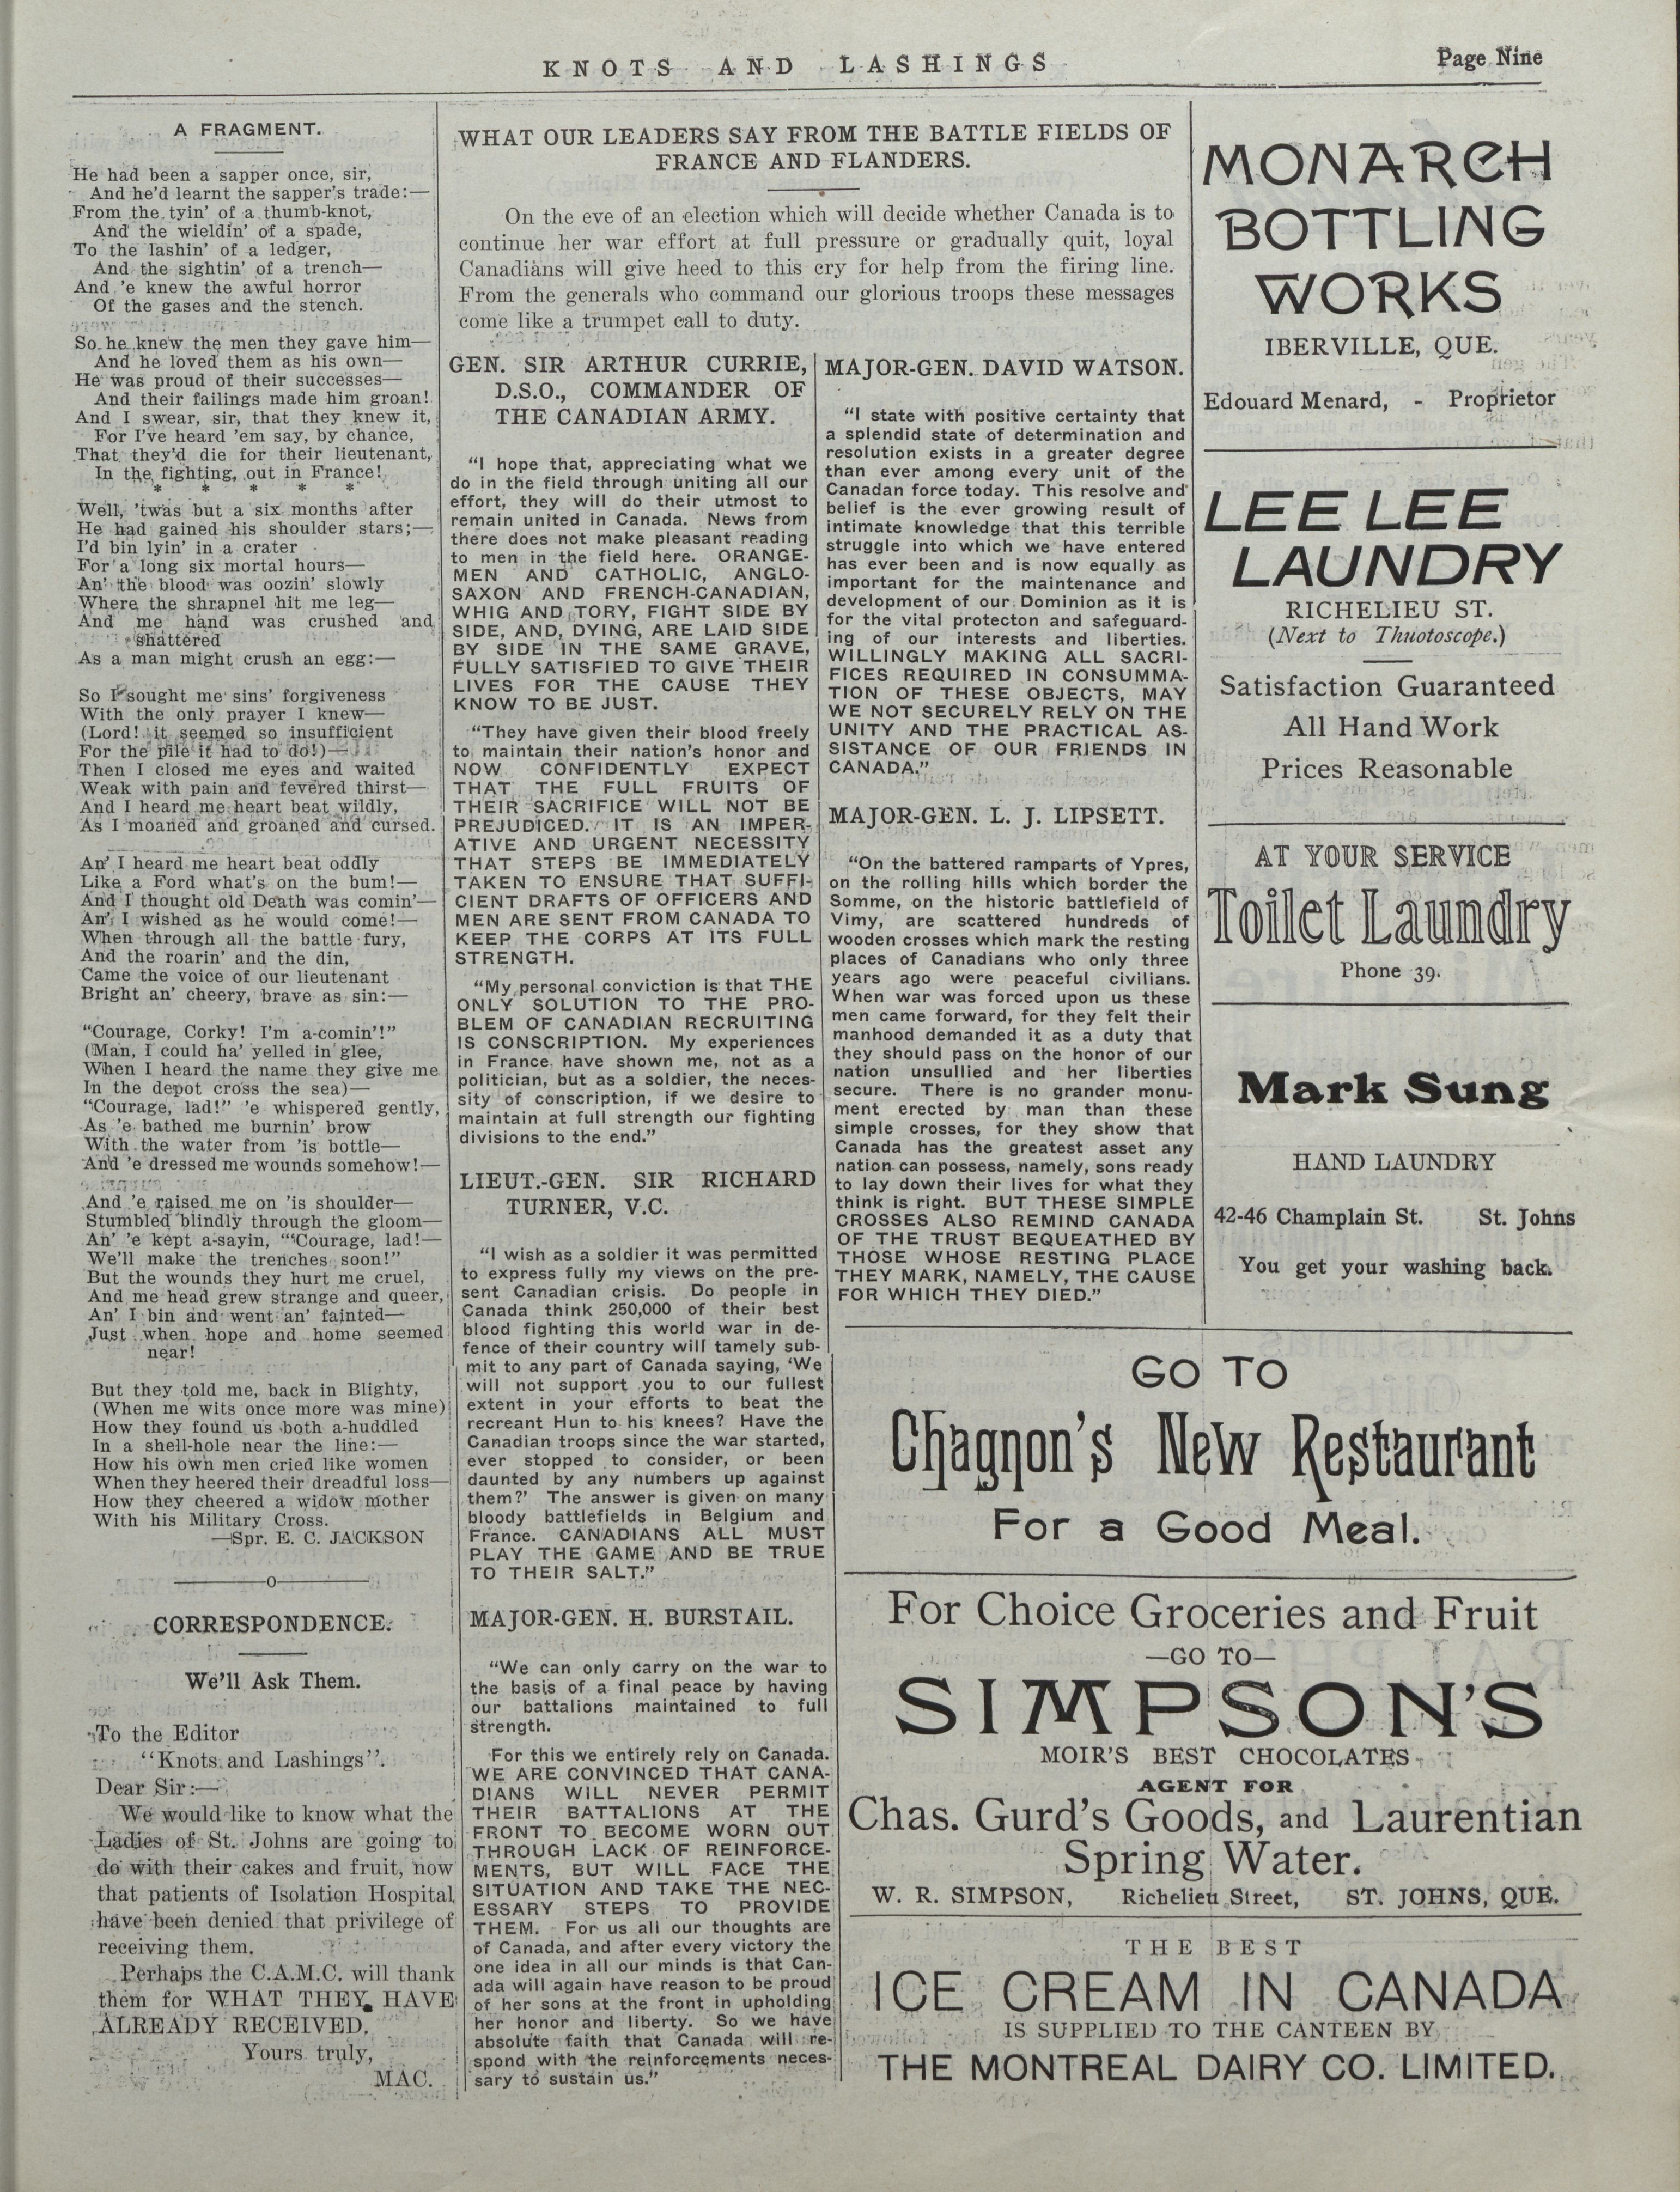 KNOTS AND LASHINGS
Page Nine
A FRAGMENT.
He had been a sapper once, sir,
And he'd learnt the sapper's trade:—
From the tyin' of a thumb-knot,
And the wieldin' of a spade,
To the lashin' of a ledger,
And the sightin' of a trench—
And 'e knew the awful horror
Of the gases and the stench.
So he knew the men they gave him—
And he loved them as his own—
He was proud of their successes—
And their failings made him groan!
And I swear, sir, that they knew it,
For I've heard 'em say, by chance,
That they'd die for their lieutenant,
In the fighting, out in France!
* * * * *
Well, 'twas but a six months after
He had gained his shoulder stars;—
I'd bin lyin' in a crater
For a long six mortal hours—
An' the blood was oozin' slowly
Where the shrapnel hit me leg—
And me hand was crushed and
shattered
As a man might crush an egg:—
So I sought me sins' forgiveness
With the only prayer I knew—
(Lord! it seemed so insufficient
For the pile it had to do!)—
Then I closed me eyes and waited
Weak with pain and fevered thirst—
And I heard me heart beat wildly,
As I moaned and groaned and cursed.
An' I heard me heart beat oddly
Like a Ford what's on the bum!—
And I thought old Death was comin'—
An' I wished as he would come!—
When through all the battle fury,
And the roarin' and the din,
Came the voice of our lieutenant
Bright an' cheery, brave as sin:—
"Courage, Corky! I'm a-comin'!"
(Man, I could ha' yelled in glee,
When I heard the name they give me
In the depot cross the sea)—
"Courage, lad!" 'e whispered gently,
As 'e bathed me burnin' brow
With the water from 'is bottle—
And 'e dressed me wounds somehow!—
And 'e raised me on 'is shoulder—
Stumbled blindly through the gloom—
An' 'e kept a-sayin, "'Courage, lad!—
We'll make the trenches soon!"
But the wounds they hurt me cruel,
And me head grew strange and queer,
An' I bin and went an' fainted—
Just when hope and home seemed
near!
But they told me, back in Blighty,
(When me wits once more was mine)
How they found us both a-huddled
In a shell-hole near the line:—
How his own men cried like women
When they heered their dreadful loss—
How they cheered a widow mother
With his Military Cross.
—Spr. E. C. JACKSON
o
CORRESPONDENCE.
We'll Ask Them.
To the Editor
"Knots and Lashings".
Dear Sir:—
We would like to know what the
Ladies of St. Johns are going to
do with their cakes and fruit, now
that patients of Isolation Hospital
have been denied that privilege of
receiving them.
Perhaps the C.A.M.C. will thank
them for WHAT THEY HAVE
ALREADY RECEIVED.
Yours truly,
MAC.
WHAT OUR LEADERS SAY FROM THE BATTLE FIELDS OF
FRANCE AND FLANDERS.
On the eve of an election which will decide whether Canada is to
continue her war effort at full pressure or gradually quit, loyal
Canadians will give heed to this cry for help from the firing line.
From the generals who command our glorious troops these messages
come like a trumpet call to duty.
GEN. SIR ARTHUR CURRIE,
D.S.O., COMMANDER OF
THE CANADIAN ARMY.
"I hope that, appreciating what we
do in the field through uniting all our
effort, they will do their utmost to
remain united in Canada. News from
there does not make pleasant reading
to men in the field here. ORANGE-
MEN AND CATHOLIC, ANGLO-
SAXON AND FRENCH-CANADIAN,
WHIG AND TORY, FIGHT SIDE BY
SIDE, AND, DYING, ARE LAID SIDE
BY SIDE IN THE SAME GRAVE,
FULLY SATISFIED TO GIVE THEIR
LIVES FOR THE CAUSE THEY
KNOW TO BE JUST.
"They have given their blood freely
to maintain their nation's honor and
NOW CONFIDENTLY EXPECT
THAT THE FULL FRUITS OF
THEIR SACRIFICE WILL NOT BE
PREJUDICED. IT IS AN IMPER-
ATIVE AND URGENT NECESSITY
THAT STEPS BE IMMEDIATELY
TAKEN TO ENSURE THAT SUFFI-
CIENT DRAFTS OF OFFICERS AND
MEN ARE SENT FROM CANADA TO
KEEP THE CORPS AT ITS FULL
STRENGTH.
"My personal conviction is that THE
ONLY SOLUTION TO THE PRO-
BLEM OF CANADIAN RECRUITING
IS CONSCRIPTION. My experiences
in France have shown me, not as a
politician, but as a soldier, the neces-
sity of conscription, if we desire to
maintain at full strength our fighting
divisions to the end."
LIEUT.-GEN. SIR RICHARD
TURNER, V.C.
"I wish as a soldier it was permitted
to express fully my views on the pre-
sent Canadian crisis. Do people in
Canada think 250,000 of their best
blood fighting this world war in de-
fence of their country will tamely sub-
mit to any part of Canada saying, 'We
will not support you to our fullest
extent in your efforts to beat the
recreant Hun to his knees? Have the
Canadian troops since the war started,
ever stopped to consider, or been
daunted by any numbers up against
them?' The answer is given on many
bloody battlefields in Belgium and
France. CANADIANS ALL MUST
PLAY THE GAME AND BE TRUE
TO THEIR SALT."
MAJOR-GEN. H. BURSTAIL.
"We can only carry on the war to
the basis of a final peace by having
our battalions maintained to full
strength.
For this we entirely rely on Canada.
WE ARE CONVINCED THAT CANA-
DIANS WILL NEVER PERMIT
THEIR BATTALIONS AT THE
FRONT TO BECOME WORN OUT
THROUGH LACK OF REINFORCE-
MENTS, BUT WILL FACE THE
SITUATION AND TAKE THE NEC-
ESSARY STEPS TO PROVIDE
THEM. For us all our thoughts are
of Canada, and after every victory the
one idea in all our minds is that Can-
ada will again have reason to be proud
of her sons at the front in upholding
her honor and liberty. So we have
absolute faith that Canada will re-
spond with the reinforcements neces-
sary to sustain us."
MAJOR-GEN. DAVID WATSON.
"I state with positive certainty that
a splendid state of determination and
resolution exists in a greater degree
than ever among every unit of the
Canadan force today. This resolve and
belief is the ever growing result of
intimate knowledge that this terrible
struggle into which we have entered
has ever been and is now equally as
important for the maintenance and
development of our Dominion as it is
for the vital protecton and safeguard-
ing of our interests and liberties.
WILLINGLY MAKING ALL SACRI-
FICES REQUIRED IN CONSUMMA-
TION OF THESE OBJECTS, MAY
WE NOT SECURELY RELY ON THE
UNITY AND THE PRACTICAL AS-
SISTANCE OF OUR FRIENDS IN
CANADA."
MAJOR-GEN. L. J. LIPSETT.
"On the battered ramparts of Ypres,
on the rolling hills which border the
Somme, on the historic battlefield of
Vimy, are scattered hundreds of
wooden crosses which mark the resting
places of Canadians who only three
years ago were peaceful civilians.
When war was forced upon us these
men came forward, for they felt their
manhood demanded it as a duty that
they should pass on the honor of our
nation unsullied and her liberties
secure. There is no grander monu-
ment erected by man than these
simple crosses, for they show that
Canada has the greatest asset any
nation can possess, namely, sons ready
to lay down their lives for what they
think is right. BUT THESE SIMPLE
CROSSES ALSO REMIND CANADA
OF THE TRUST BEQUEATHED BY
THOSE WHOSE RESTING PLACE
THEY MARK, NAMELY, THE CAUSE
FOR WHICH THEY DIED."
MONARCH
BOTTLING
WORKS
IBERVILLE, QUE.
Edouard Menard, - Proprietor
LEE LEE
LAUNDRY
RICHELIEU ST.
(Next to Thuotoscope.)
Satisfaction Guaranteed
All Hand Work
Prices Reasonable
AT YOUR SERVICE
Toilet Laundry
Phone 39.
Mark Sung
HAND LAUNDRY
42-46 Champlain St. St. Johns
You get your washing back.
GO TO
Chagnon's New Restaurant
For a Good Meal.
For Choice Groceries and Fruit
—GO TO—
SIMPSON'S
MOIR'S BEST CHOCOLATES
AGENT FOR
Chas. Gurd's Goods, and Laurentian
Spring Water.
W. R. SIMPSON, Richelieu Street, ST. JOHNS, QUE.
THE BEST
ICE CREAM IN CANADA
IS SUPPLIED TO THE CANTEEN BY
THE MONTREAL DAIRY CO. LIMITED.